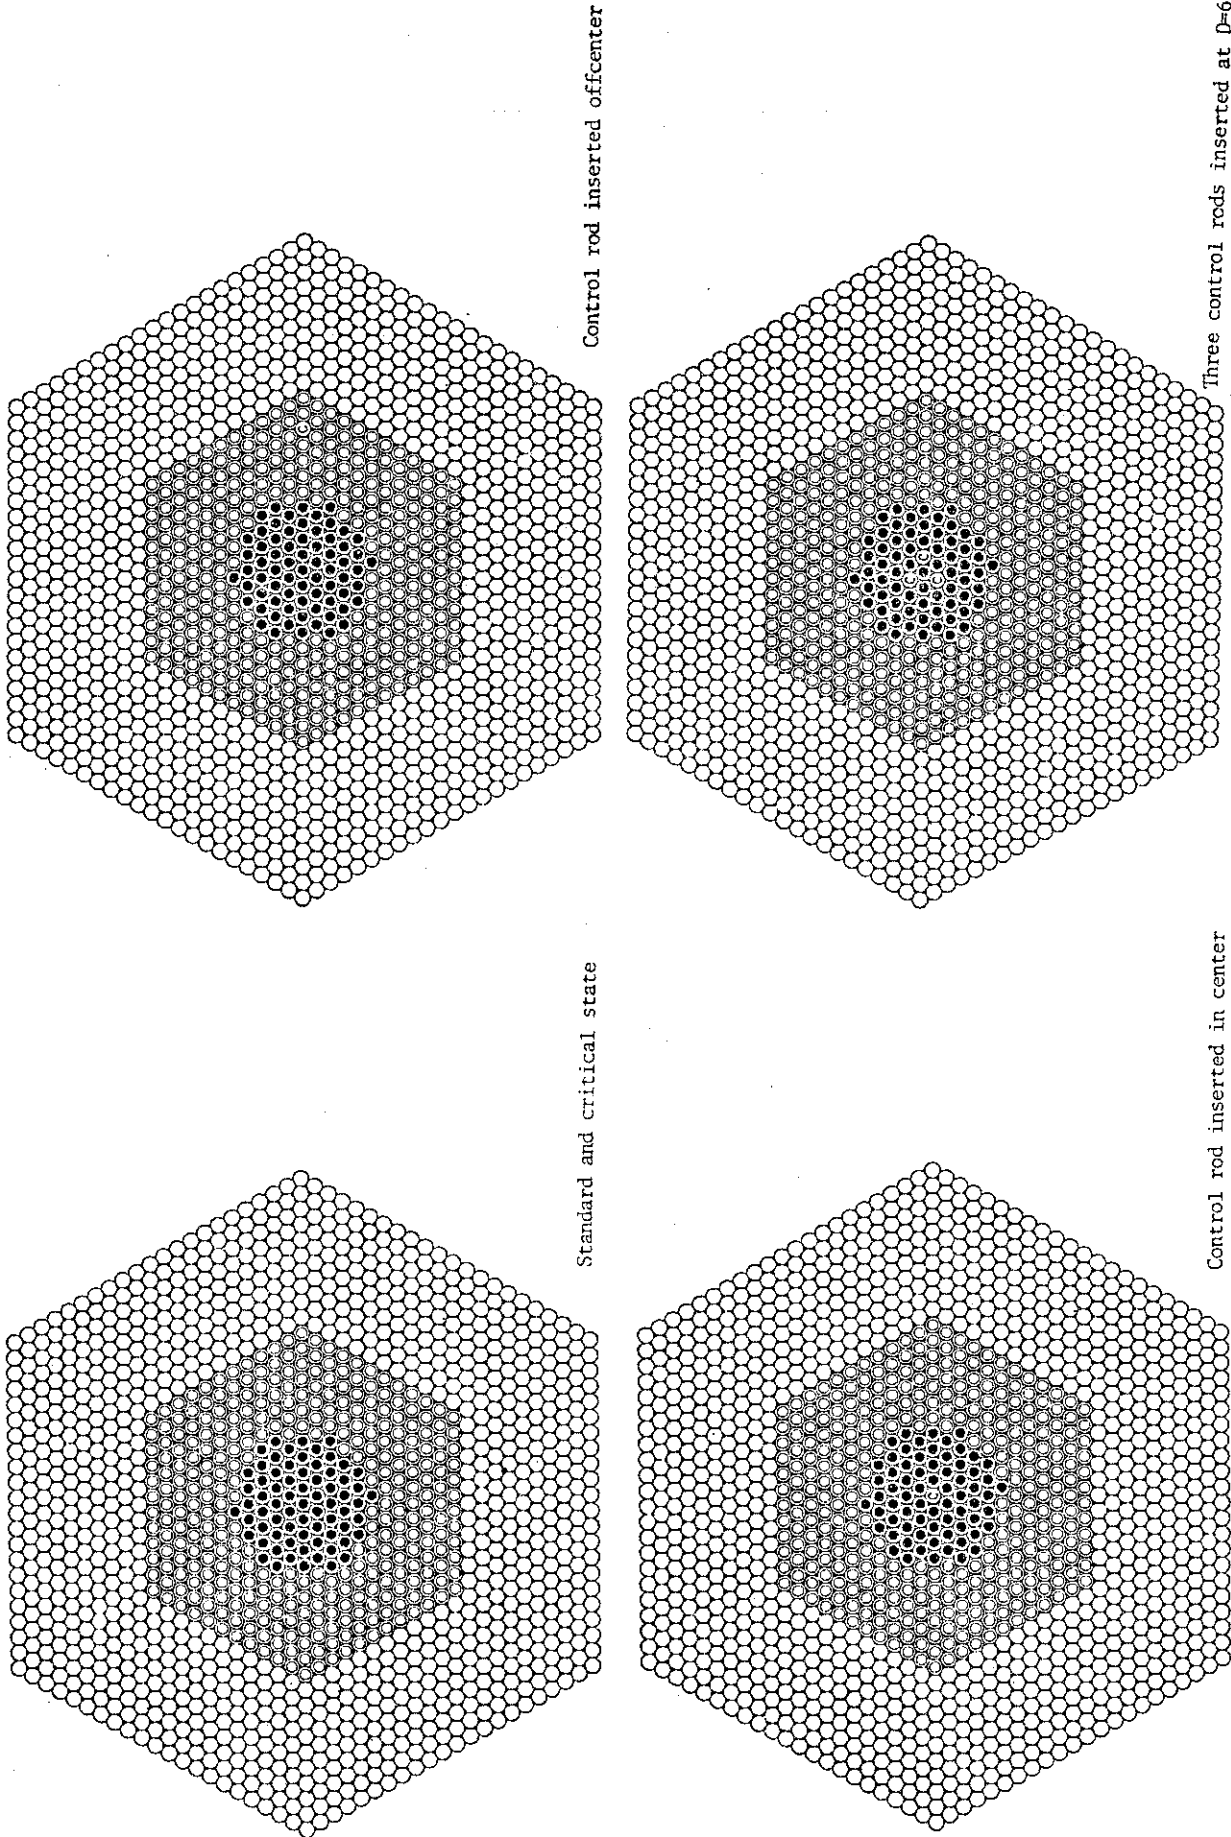 Standard and critical state
Control rod inserted offcenter
Control rod inserted in center
Three control rods inserted at D=6